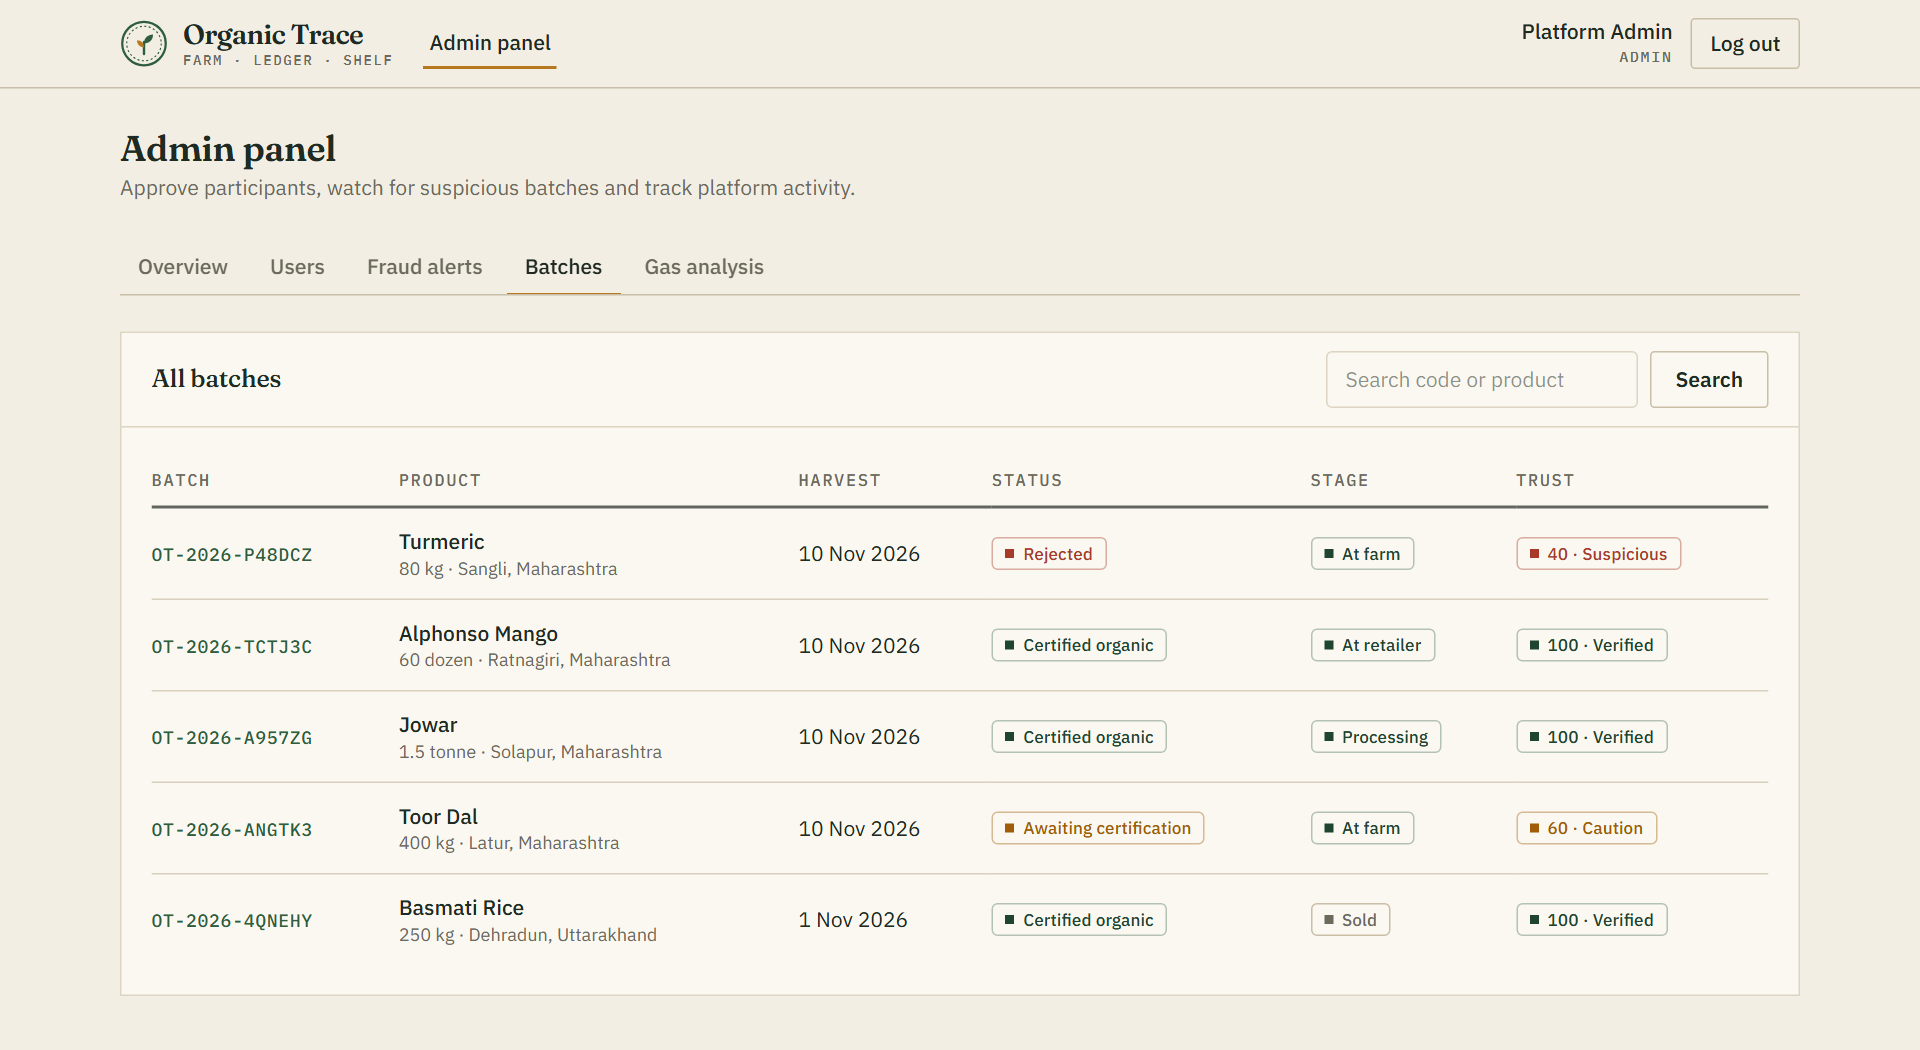 Organic Trace
FARM · LEDGER · SHELF
Admin panel
Platform Admin
ADMIN
Log out
Admin panel
Approve participants, watch for suspicious batches and track platform activity.
Overview Users Fraud alerts Batches Gas analysis
All batches
Search code or product
Search
BATCH PRODUCT HARVEST STATUS STAGE TRUST
OT-2026-P48DCZ Turmeric 10 Nov 2026 Rejected At farm 40 · Suspicious
80 kg · Sangli, Maharashtra
OT-2026-TCTJ3C Alphonso Mango 10 Nov 2026 Certified organic At retailer 100 · Verified
60 dozen · Ratnagiri, Maharashtra
OT-2026-A957ZG Jowar 10 Nov 2026 Certified organic Processing 100 · Verified
1.5 tonne · Solapur, Maharashtra
OT-2026-ANGTK3 Toor Dal 10 Nov 2026 Awaiting certification At farm 60 · Caution
400 kg · Latur, Maharashtra
OT-2026-4QNEHY Basmati Rice 1 Nov 2026 Certified organic Sold 100 · Verified
250 kg · Dehradun, Uttarakhand